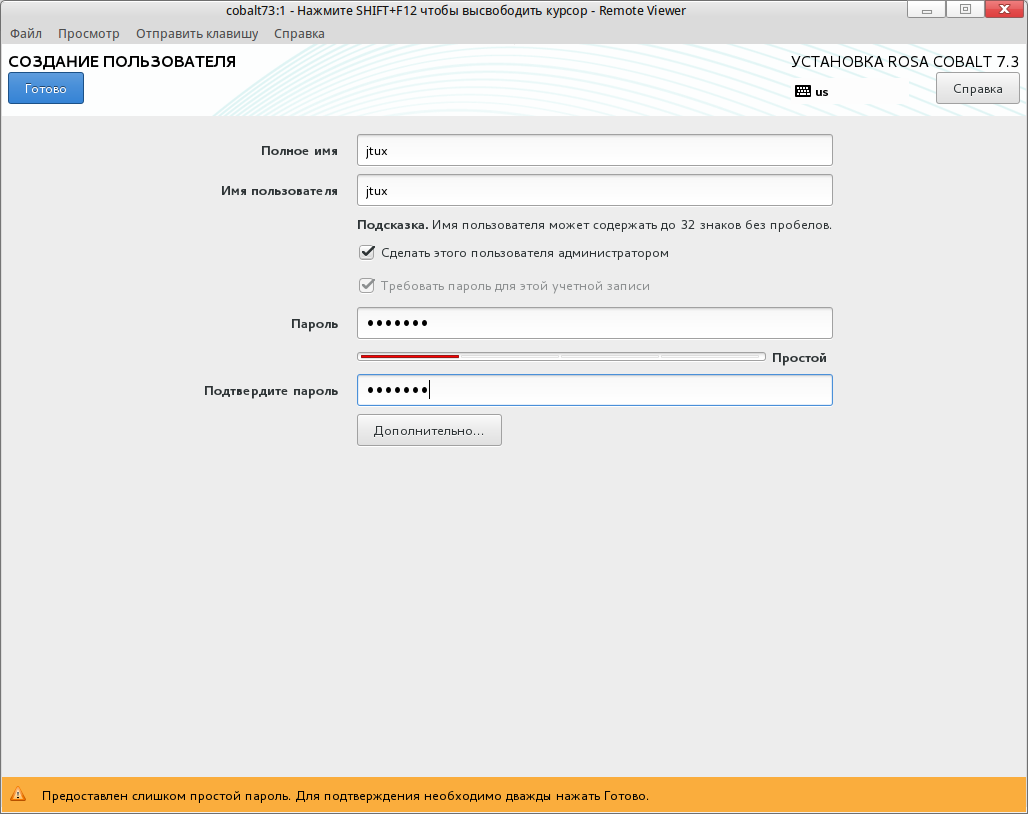 cobalt73:1 - Нажмите SHIFT+F12 чтобы высвободить курсор - Remote Viewer
Файл Просмотр Отправить клавишу Справка
СОЗДАНИЕ ПОЛЬЗОВАТЕЛЯ
УСТАНОВКА ROSA COBALT 7.3
Готово
us
Справка
Полное имя jtux
Имя пользователя jtux
Подсказка. Имя пользователя может содержать до 32 знаков без пробелов.
Сделать этого пользователя администратором
Требовать пароль для этой учетной записи
Пароль •••••••
Простой
Подтвердите пароль •••••••
Дополнительно...
Предоставлен слишком простой пароль. Для подтверждения необходимо дважды нажать Готово.